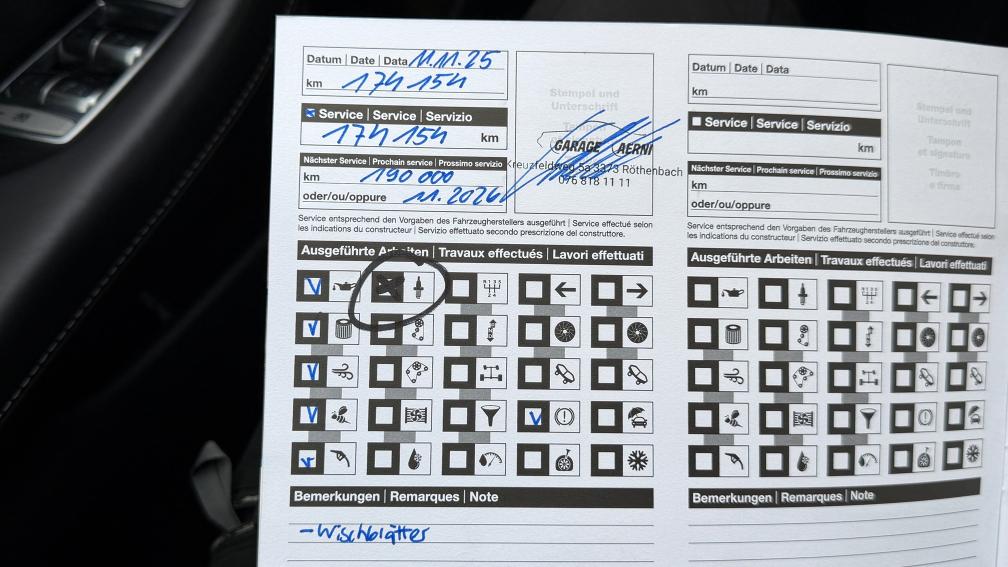 Datum | Date | Data 11.11.25
km 174 154
Service | Service | Servizio
174 154 km
Nächster Service | Prochain service | Prossimo servizio
km 190 000
oder/ou/oppure 11. 2026
Stempel und
Unterschrift
Tampon
GARAGE AERNI
Kreuzfeldweg 5a 3373 Röthenbach
076 818 11 11
Service entsprechend den Vorgaben des Fahrzeugherstellers ausgeführt | Service effectué selon
les indications du constructeur | Servizio effettuato secondo prescrizione del construttore.
Ausgeführte Arbeiten | Travaux effectués | Lavori effettuati
Bemerkungen | Remarques | Note
- Wischblätter
Datum | Date | Data
km
Service | Service | Servizio
km
Nächster Service | Prochain service | Prossimo servizio
km
oder/ou/oppure
Stempel und
Unterschrift
Tampon
et signature
Timbro
e firma
Service entsprechend den Vorgaben des Fahrzeugherstellers ausgeführt | Service effectué selon
les indications du constructeur | Servizio effettuato secondo prescrizione del construttore.
Ausgeführte Arbeiten | Travaux effectués | Lavori effettuati
Bemerkungen | Remarques | Note